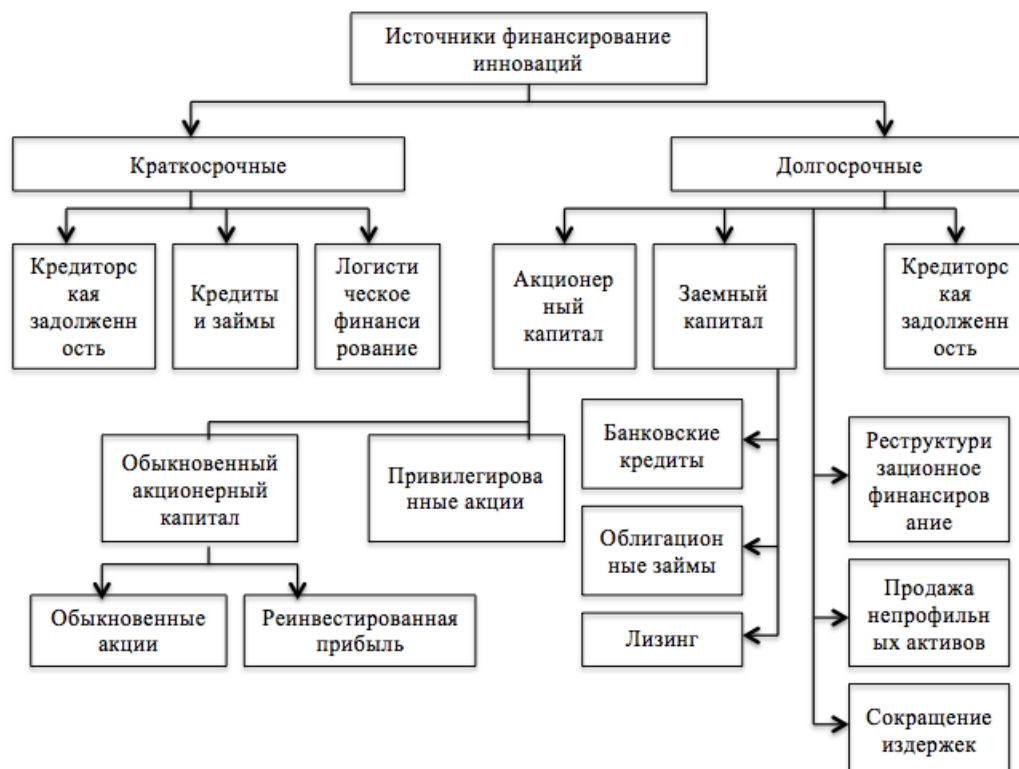 Источники финансирование
инноваций
Краткосрочные
Долгосрочные
Кредиторс
кая
задолженн
ость
Кредиты
и займы
Логисти
ческое
финанси
рование
Акционер
ный
капитал
Заемный
капитал
Кредиторс
кая
задолженн
ость
Обыкновенный
акционерный
капитал
Привилегирова
нные акции
Банковские
кредиты
Реструктури
зационное
финансиров
ание
Облигацион
ные займы
Продажа
непрофильн
ых активов
Обыкновенные
акции
Реинвестированная
прибыль
Лизинг
Сокращение
издержек